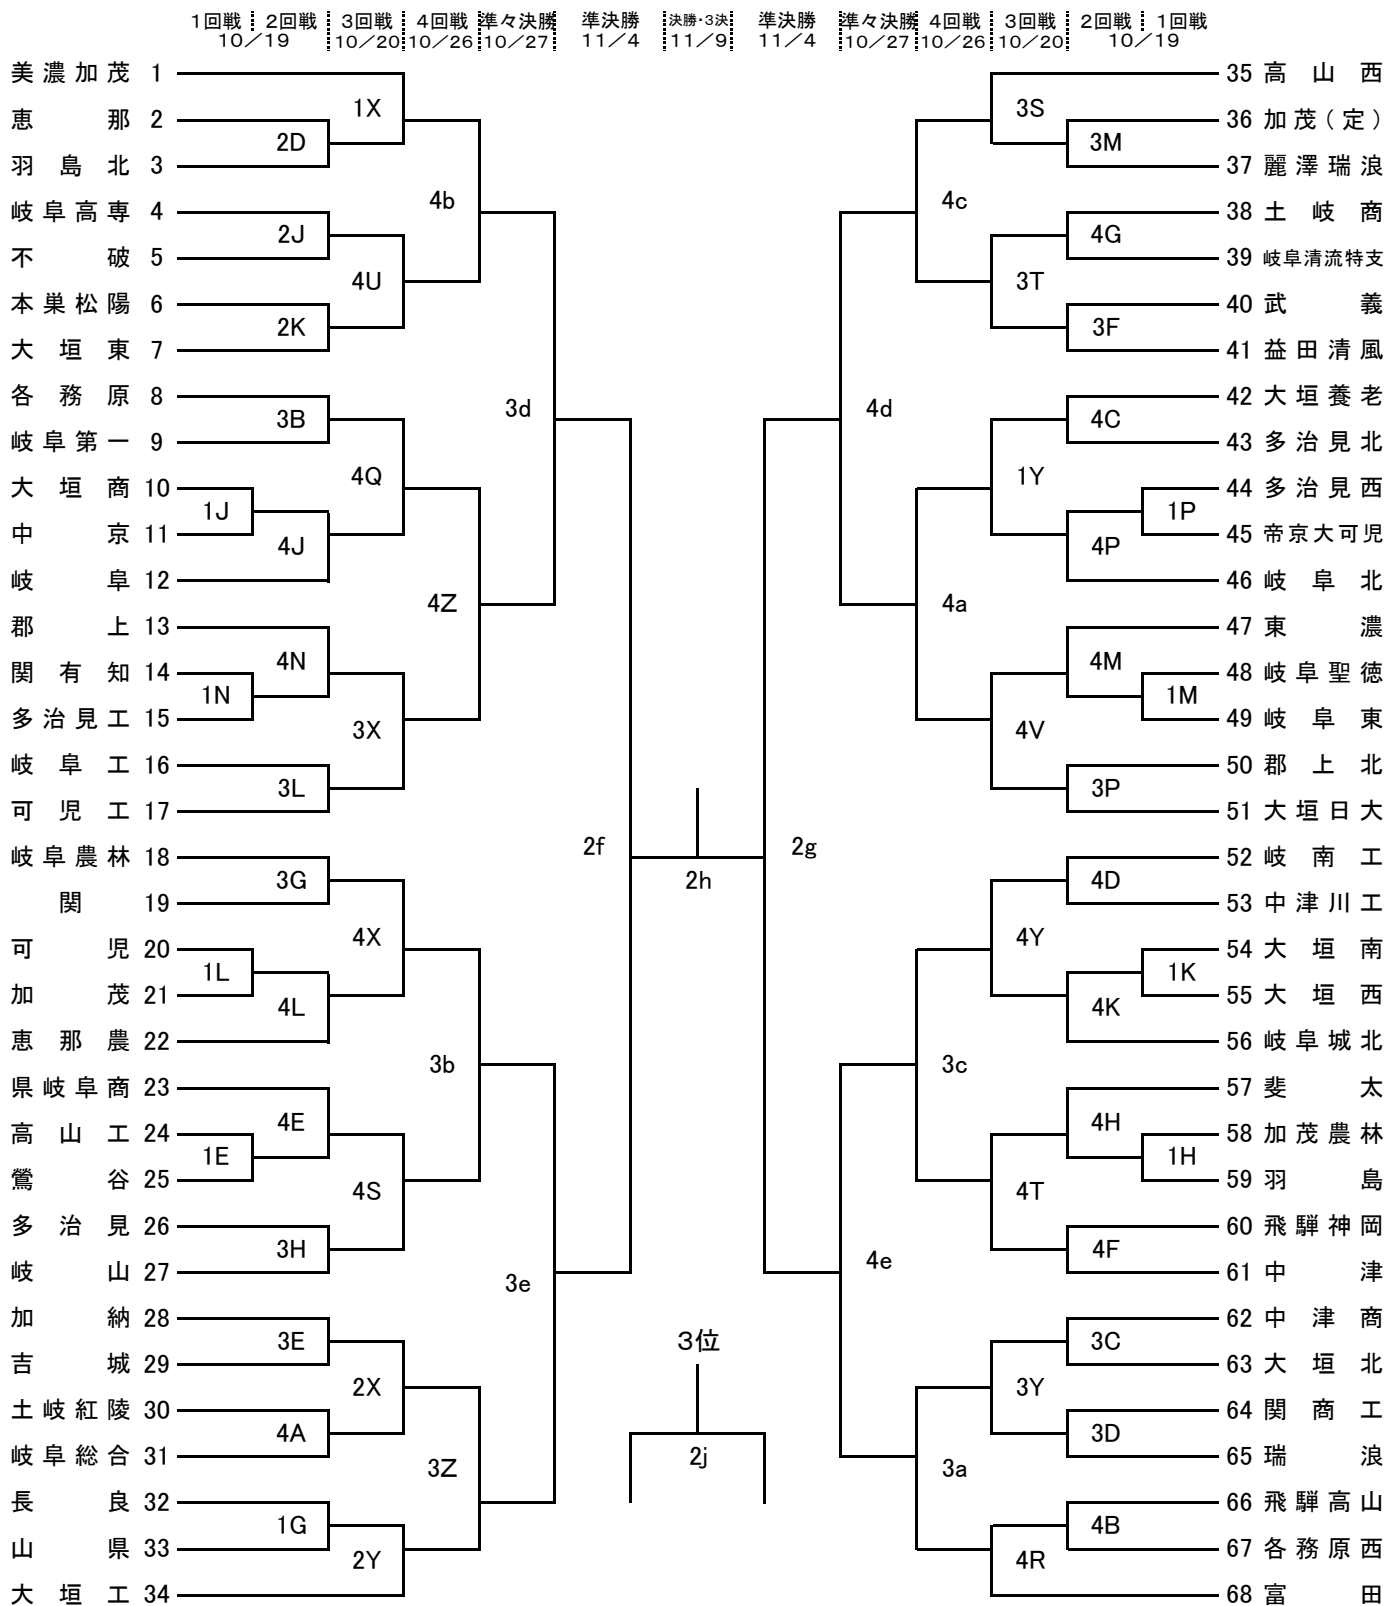 1回戦 2回戦 3回戦 4回戦 準々決勝 準決勝 決勝・3決 準決勝 準々決勝 4回戦 3回戦 2回戦 1回戦
10／19 10／20 10／26 10／27 11／4 11／9 11／4 10／27 10／26 10／20 10／19
美濃加茂 1 35 高山西
1X 3S
恵那 2 36 加茂(定)
2D 3M
羽島北 3 37 麗澤瑞浪
4b 4c
岐阜高専 4 38 土岐商
2J 4G
不破 5 39 岐阜清流特支
4U 3T
本巣松陽 6 40 武義
2K 3F
大垣東 7 41 益田清風
各務原 8 42 大垣養老
3d 4d
3B 4C
岐阜第一 9 43 多治見北
4Q 1Y
大垣商 10 44 多治見西
1J 1P
中京 11 45 帝京大可児
4J 4P
岐阜 12 46 岐阜北
4Z 4a
郡上 13 47 東濃
4N 4M
関有知 14 48 岐阜聖徳
1N 1M
多治見工 15 49 岐阜東
3X 4V
岐阜工 16 50 郡上北
3L 3P
可児工 17 51 大垣日大
2f 2g
岐阜農林 18 52 岐南工
3G 2h 4D
関 19 53 中津川工
4X 4Y
可児 20 54 大垣南
1L 1K
加茂 21 55 大垣西
4L 4K
恵那農 22 56 岐阜城北
3b 3c
県岐阜商 23 57 斐太
4E 4H
高山工 24 58 加茂農林
1E 1H
鶯谷 25 59 羽島
4S 4T
多治見 26 60 飛騨神岡
3H 4F
岐山 27 61 中津
3e 4e
加納 28 62 中津商
3E 3位 3C
吉城 29 63 大垣北
2X 3Y
土岐紅陵 30 64 関商工
4A 3D
岐阜総合 31 65 瑞浪
3Z 2j 3a
長良 32 66 飛騨高山
1G 4B
山県 33 67 各務原西
2Y 4R
大垣工 34 68 富田